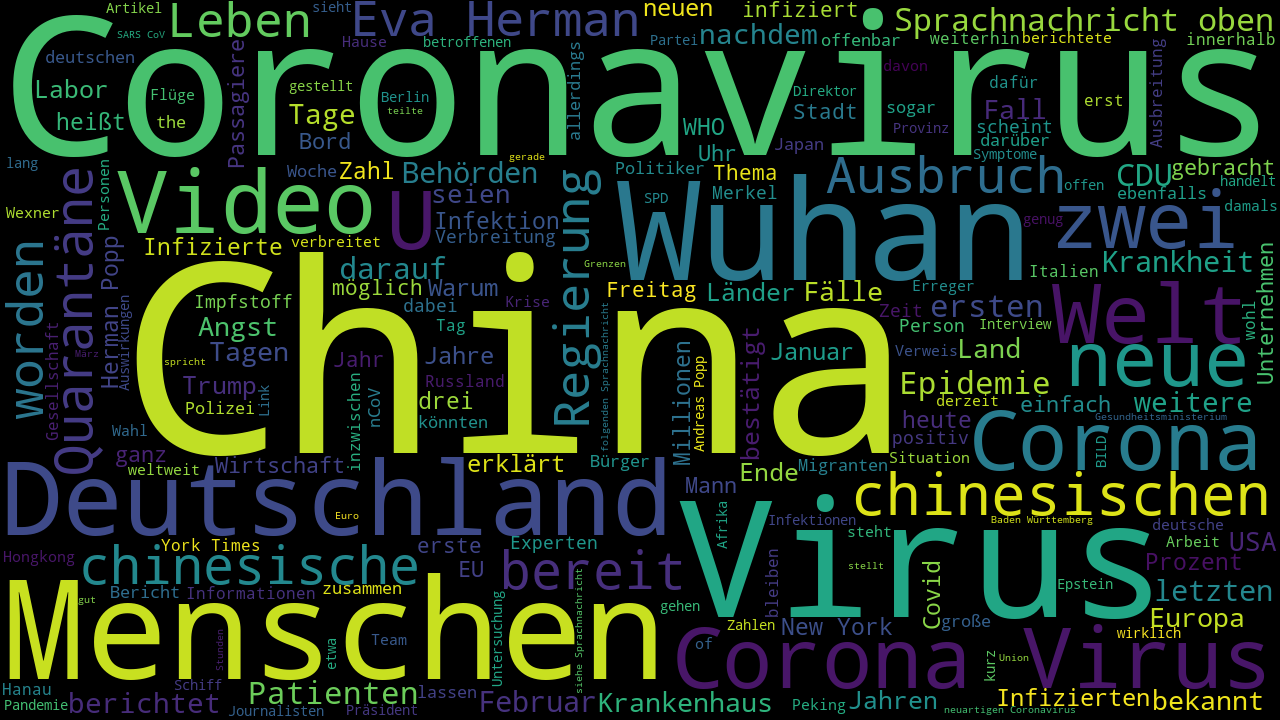 Artikel
Leben
sieht
Eva Herman
neuen
infiziert
Sprachnachricht oben
SARS CoV
Hause
betroffenen
Partei
nachdem
offenbar
weiterhin
berichtete
innerhalb
Coronavirus
deutschen
Passagiere
allerdings
davon
Ausbreitung
Labor
Flüge
gestellt
Berlin
Direktor
dafür
heißt
the
Tage
teilte
Stadt
sogar
Fall
erst
Bord
WHO
Provinz
scheint
darüber
lang
gerade
Uhr
Japan
Symptome
Woche
Zahl
Behörden
Politiker
Thema
Ausbruch
offen
CDU
gebracht
handelt
Quarantäne
Personen
Video
U
seien
Regierung
SPD
Merkel
Wuhan
genug
zwei
ebenfalls
damals
Wexner
Infektion
Verbreitung
Infizierte
verbreitet
worden
Popp
Herman
darauf
Grenzen
Italien
Krankheit
Unternehmen
möglich
Warum
Freitag
Länder
Fälle
Erreger
Impfstoff
dabei
Krise
Zeit
ersten
Welt
wohl
Auswirkungen
China
Angst
Tag
Person
Interview
Gesellschaft
März
Tagen
spricht
Jahr
Jahre
folgenden Sprachnachricht
Millionen
Andreas Popp
bestätigt
Januar
Verweis
Land
neue
Trump
Link
nCoV
Russland
Epidemie
Polizei
drei
derzeit
einfach
weitere
inzwischen
könnten
heute
Gesundheitsministerium
Wahl
positiv
Corona
BILD
ganz
weltweit
Wirtschaft
erklärt
Bürger
Ende
Migranten
Situation
Deutschland
Mann
chinesischen
Euro
Virus
Afrika
Infektionen
Baden Württemberg
deutsche
Hongkong
York Times
erste
Experten
steht
Arbeit
USA
chinesische
EU
bereit
bleiben
stellt
Covid
Prozent
Epstein
letzten
Menschen
gut
Bericht
Informationen
zusammen
Untersuchung
siehe Sprachnachricht
gehen
Zahlen
New York
große
Europa
Stunden
etwa
Team
of
Corona Virus
wirklich
kurz
Union
Hanau
Schiff
Patienten
lassen
Pandemie
berichtet
Journalisten
Präsident
Februar
Krankenhaus
Peking
Jahren
neuartigen Coronavirus
Infizierten
bekannt